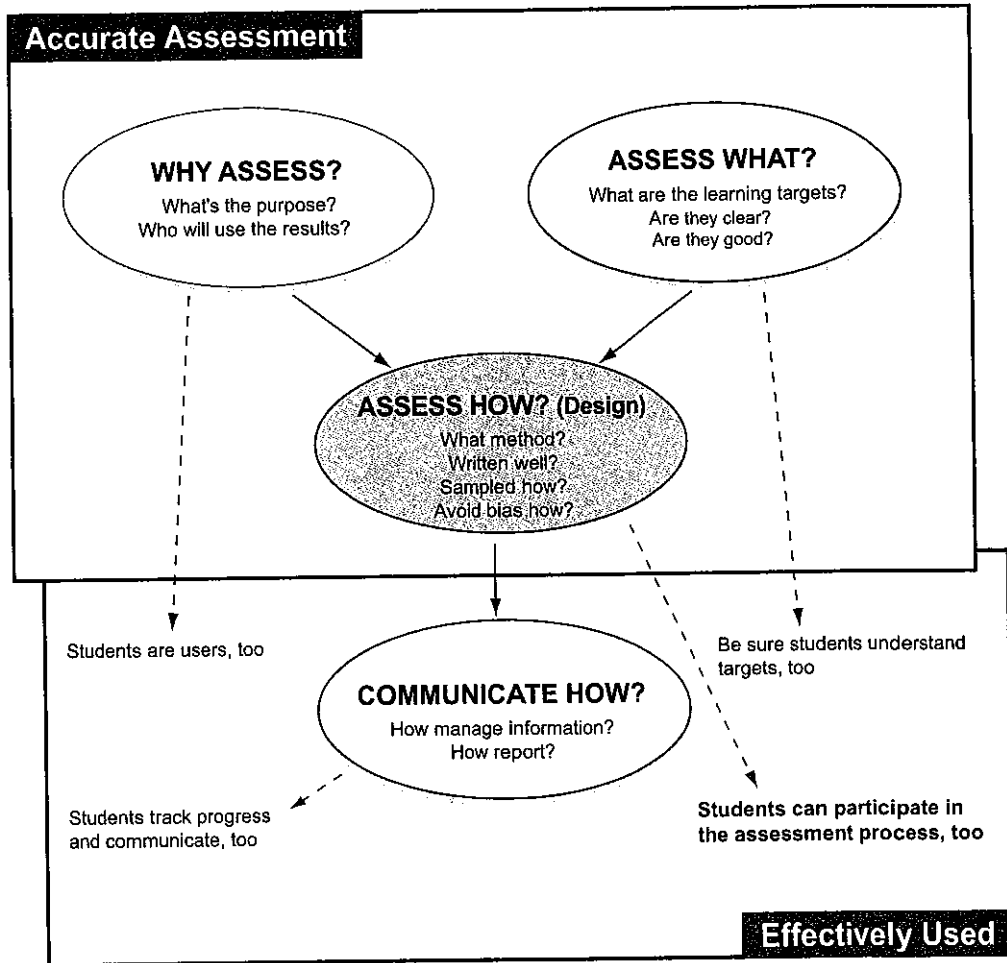 Accurate Assessment
WHY ASSESS?
What's the purpose?
Who will use the results?
ASSESS WHAT?
What are the learning targets?
Are they clear?
Are they good?
ASSESS HOW? (Design)
What method?
Written well?
Sampled how?
Avoid bias how?
Students are users, too
Be sure students understand
targets, too
COMMUNICATE HOW?
How manage information?
How report?
Students track progress
and communicate, too
Students can participate in
the assessment process, too
Effectively Used